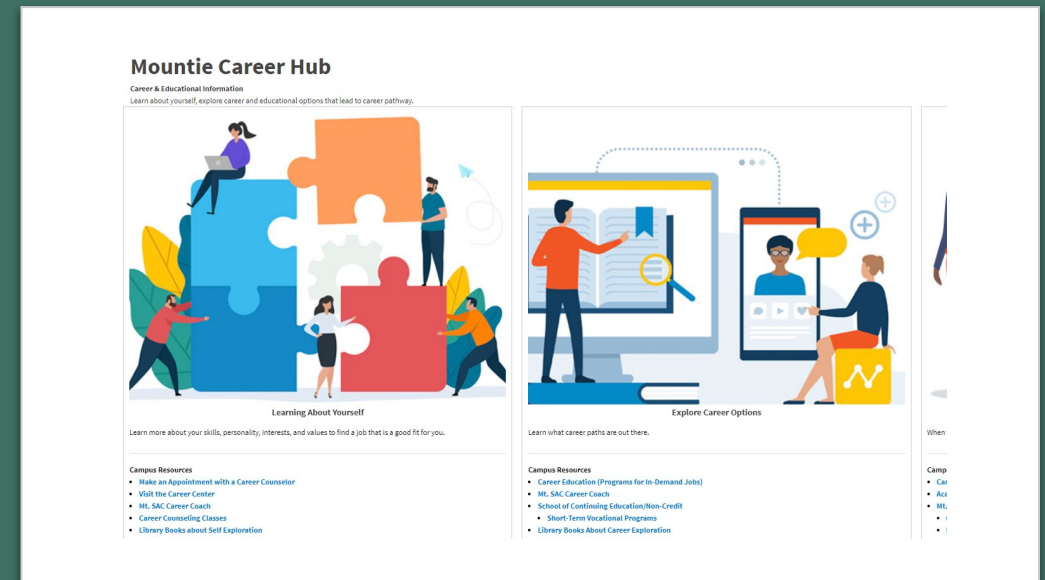 Mountie Career Hub
Career & Educational Information
Learn about yourself, explore career and educational options that lead to career pathway.
Learning About Yourself
Learn more about your skills, personality, interests, and values to find a job that is a good fit for you.
Campus Resources
Make an Appointment with a Career Counselor
Visit the Career Center
Mt. SAC Career Coach
Career Counseling Classes
Library Books about Self Exploration
Explore Career Options
Learn what career paths are out there.
Campus Resources
Career Education (Programs for In-Demand Jobs)
Mt. SAC Career Coach
School of Continuing Education/Non-Credit
Short-Term Vocational Programs
Library Books About Career Exploration
When
Mt.